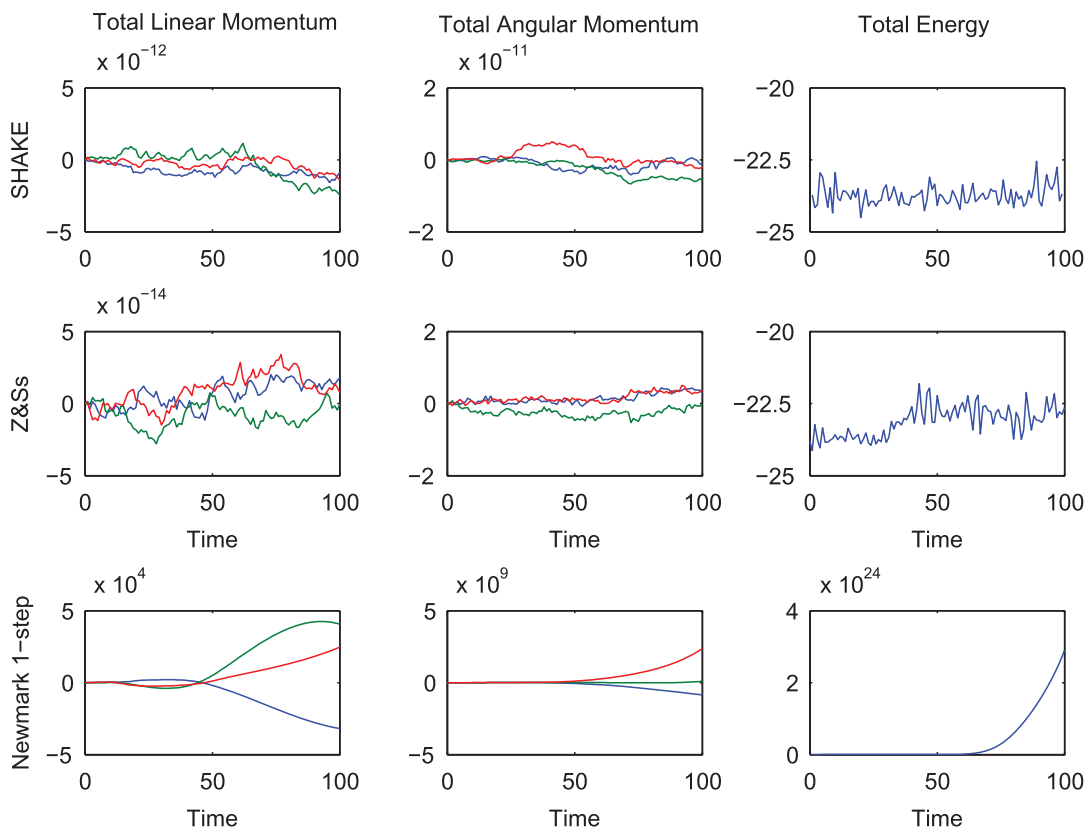 Total Linear Momentum
Total Angular Momentum
Total Energy
x 10^−12
x 10^−11
SHAKE
5
0
−5
0 50 100
2
0
−2
0 50 100
−20
−22.5
−25
0 50 100
x 10^−14
Z&Ss
5
0
−5
0 50 100
Time
2
0
−2
0 50 100
Time
−20
−22.5
−25
0 50 100
Time
x 10^4
x 10^9
x 10^24
Newmark 1-step
5
0
−5
0 50 100
Time
5
0
−5
0 50 100
Time
4
2
0
0 50 100
Time